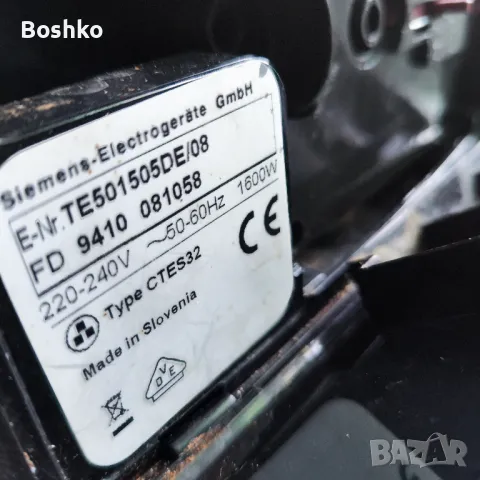 Boshko
Siemens-Electrogeräte GmbH
E-Nr. TE501505DE/08
FD 9410 081058
220-240V ~50-60Hz 1600W
Type CTES32
CE
Made in Slovenia
VDE
BAZAR